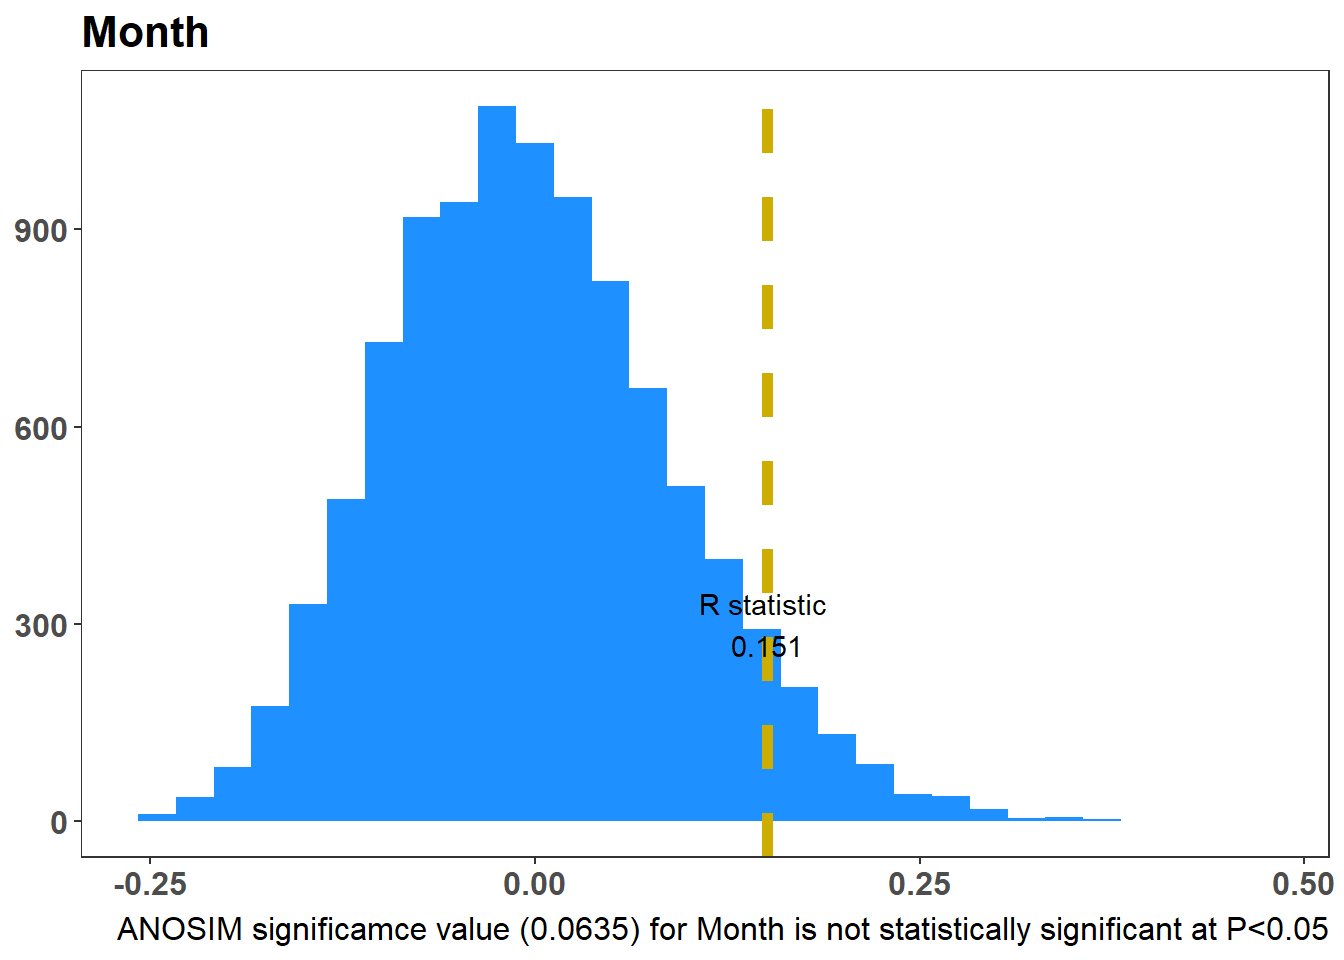 Month
900
600
300
0
R statistic
0.151
-0.25 0.00 0.25 0.50
ANOSIM significamce value (0.0635) for Month is not statistically significant at P<0.05